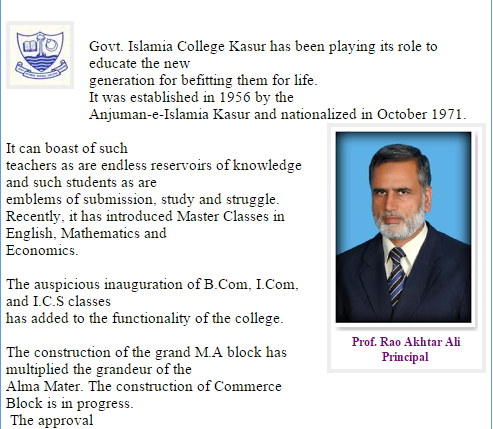 Govt. Islamia College Kasur has been playing its role to
educate the new
generation for befitting them for life.
It was established in 1956 by the
Anjuman-e-Islamia Kasur and nationalized in October 1971.
It can boast of such
teachers as are endless reservoirs of knowledge
and such students as are
emblems of submission, study and struggle.
Recently, it has introduced Master Classes in
English, Mathematics and
Economics.
The auspicious inauguration of B.Com, I.Com,
and I.C.S classes
has added to the functionality of the college.
The construction of the grand M.A block has
multiplied the grandeur of the
Alma Mater. The construction of Commerce
Block is in progress.
The approval
Prof. Rao Akhtar Ali
Principal